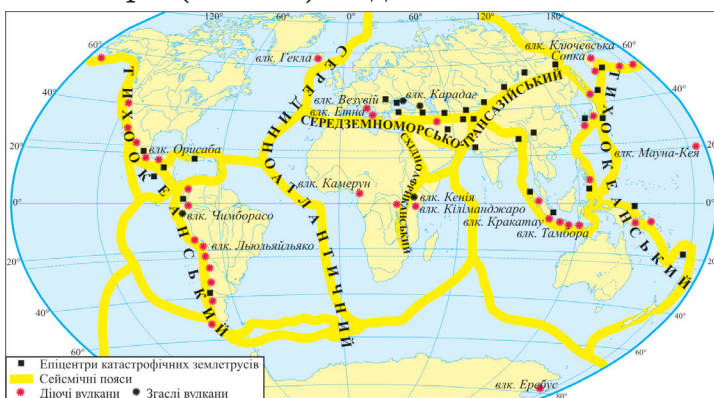 120°
60°
0
60°
120°
180°
60°
60°
влк. Ключевська
Сопка
влк. Гекла
СЕРЕДИННО-АТЛАНТИЧНИЙ
ТИХООКЕАНСЬКИЙ
ТИХООКЕАНСЬКИЙ
40°
влк. Везувій
влк. Карадаг
влк. Етна
СЕРЕДЗЕМНОМОРСЬКО-ТРАНСАЗІЙСЬКИЙ
40°
СХІДНОАФРИКАНСЬКИЙ
20°
влк. Орисаба
влк. Мауна-Кея
20°
0°
влк. Чимборасо
влк. Камерун
влк. Кенія
влк. Кіліманджаро
влк. Кракатау
влк. Тамбора
0°
влк. Льюльяйльяко
20°
20°
40°
40°
60°
60°
влк. Еребус
80°
Епіцентри катастрофічних землетрусів
Сейсмічні пояси
Діючі вулкани
Згаслі вулкани